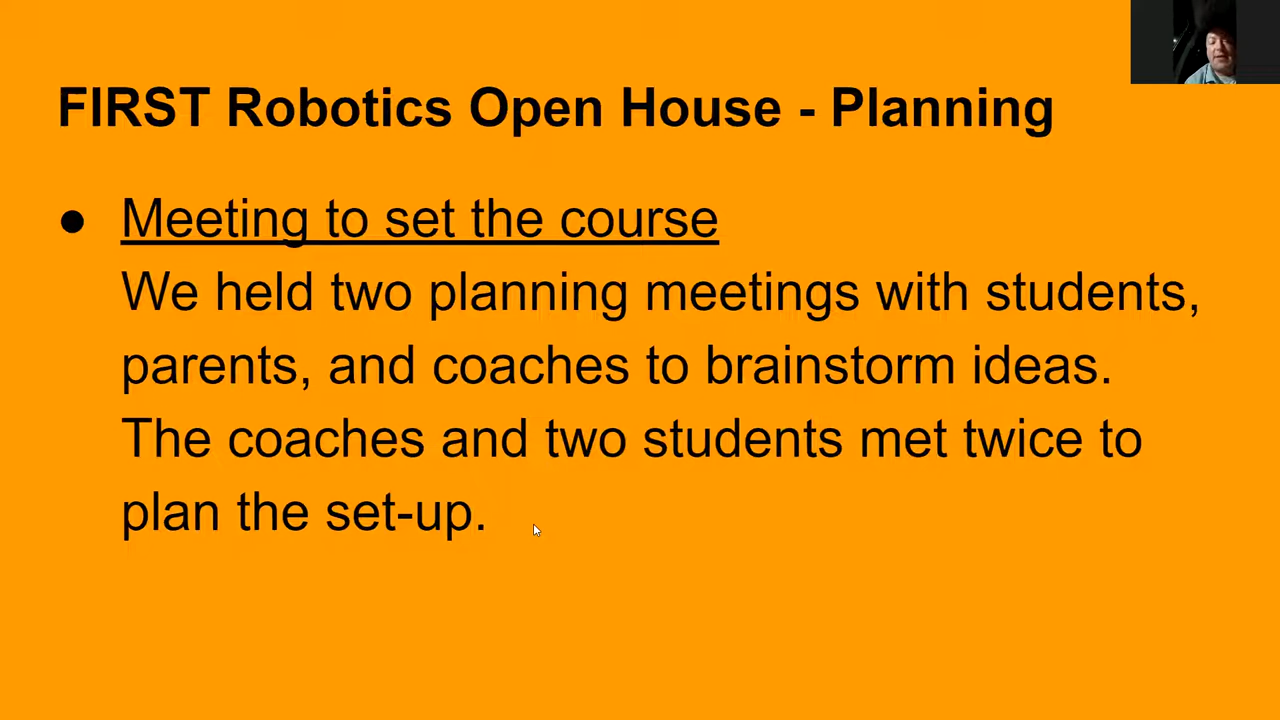 FIRST Robotics Open House - Planning
● Meeting to set the course
We held two planning meetings with students,
parents, and coaches to brainstorm ideas.
The coaches and two students met twice to
plan the set-up.